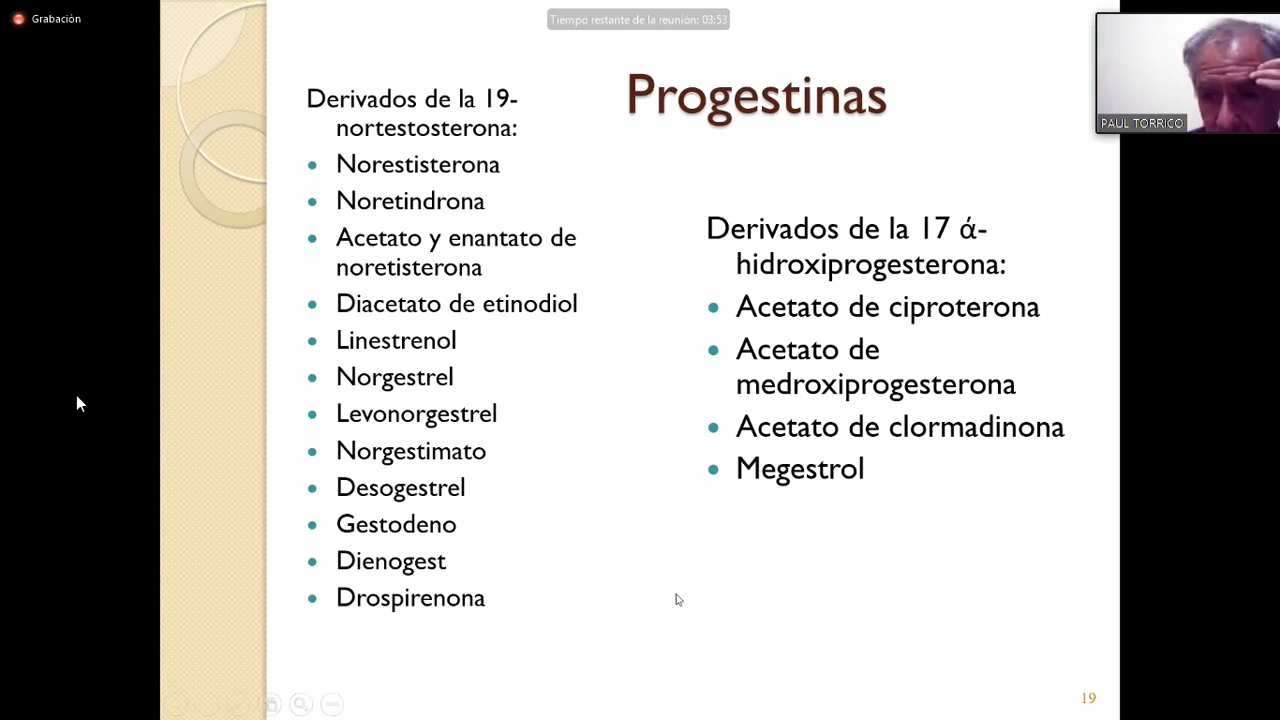 Grabación
Tiempo restante de la reunión: 03:53
PAUL TORRICO
Progestinas
Derivados de la 19-
nortestosterona:
Norestisterona
Noretindrona
Acetato y enantato de
noretisterona
Diacetato de etinodiol
Linestrenol
Norgestrel
Levonorgestrel
Norgestimato
Desogestrel
Gestodeno
Dienogest
Drospirenona
Derivados de la 17 ά-
hidroxiprogesterona:
Acetato de ciproterona
Acetato de
medroxiprogesterona
Acetato de clormadinona
Megestrol
19